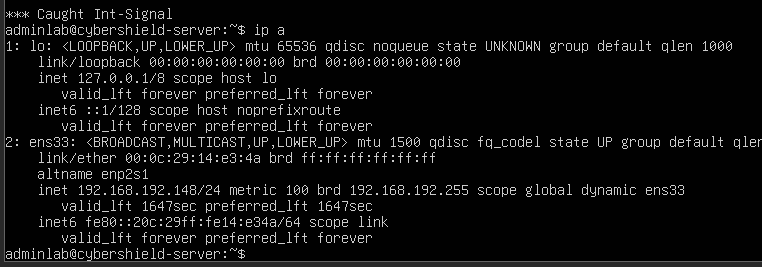 *** Caught Int-Signal
adminlab@cybershield-server:~$ ip a
1: lo: <LOOPBACK,UP,LOWER_UP> mtu 65536 qdisc noqueue state UNKNOWN group default qlen 1000
    link/loopback 00:00:00:00:00:00 brd 00:00:00:00:00:00
    inet 127.0.0.1/8 scope host lo
       valid_lft forever preferred_lft forever
    inet6 ::1/128 scope host noprefixroute
       valid_lft forever preferred_lft forever
2: ens33: <BROADCAST,MULTICAST,UP,LOWER_UP> mtu 1500 qdisc fq_codel state UP group default qlen
    link/ether 00:0c:29:14:e3:4a brd ff:ff:ff:ff:ff:ff
    altname enp2s1
    inet 192.168.192.148/24 metric 100 brd 192.168.192.255 scope global dynamic ens33
       valid_lft 1647sec preferred_lft 1647sec
    inet6 fe80::20c:29ff:fe14:e34a/64 scope link
       valid_lft forever preferred_lft forever
adminlab@cybershield-server:~$